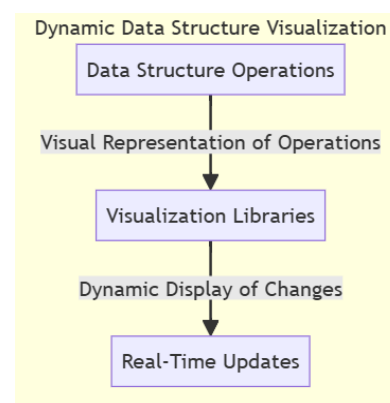 Dynamic Data Structure Visualization
Data Structure Operations
Visual Representation of Operations
Visualization Libraries
Dynamic Display of Changes
Real-Time Updates